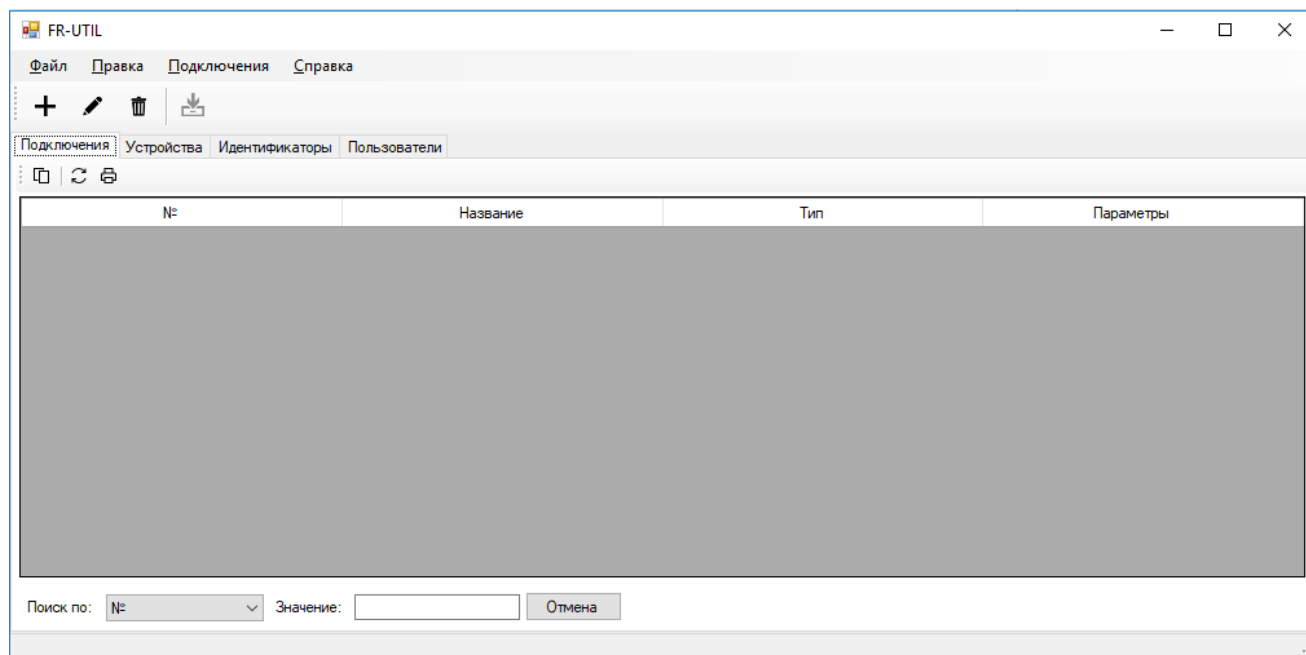 FR-UTIL
Файл Правка Подключения Справка
Подключения Устройства Идентификаторы Пользователи
№ Название Тип Параметры
Поиск по: № Значение: Отмена